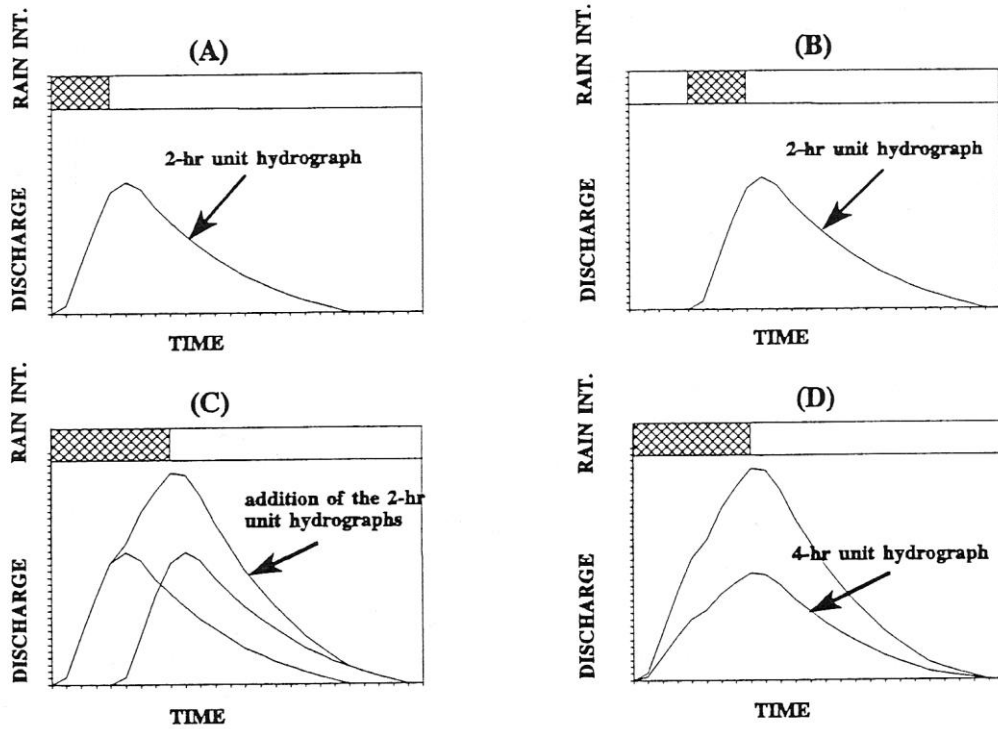 (A)
RAIN INT.
2-hr unit hydrograph
DISCHARGE
TIME
(B)
RAIN INT.
2-hr unit hydrograph
DISCHARGE
TIME
(C)
RAIN INT.
addition of the 2-hr
unit hydrographs
DISCHARGE
TIME
(D)
RAIN INT.
4-hr unit hydrograph
DISCHARGE
TIME